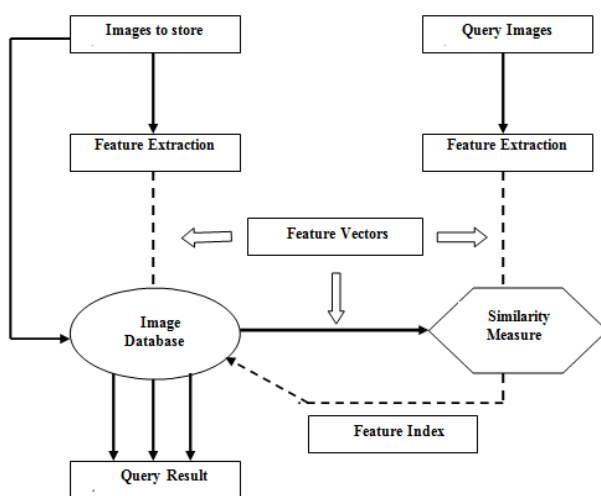 Images to store
Query Images
Feature Extraction
Feature Extraction
Feature Vectors
Image
Database
Similarity
Measure
Feature Index
Query Result